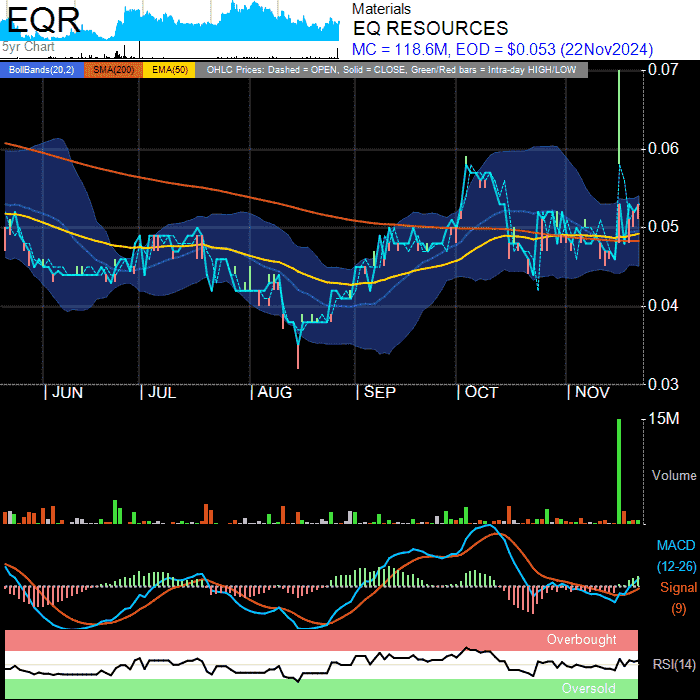 EQR
5yr Chart
Materials
EQ RESOURCES
MC = 118.6M, EOD = $0.053 (22Nov2024)
BollBands(20,2) SMA(200) EMA(50) OHLC Prices: Dashed = OPEN, Solid = CLOSE, Green/Red bars = Intra-day HIGH/LOW
0.07
0.06
0.05
0.04
0.03
| JUN | JUL | AUG | SEP | OCT | NOV
15M
Volume
MACD
(12-26)
Signal
(9)
Overbought
RSI(14)
Oversold